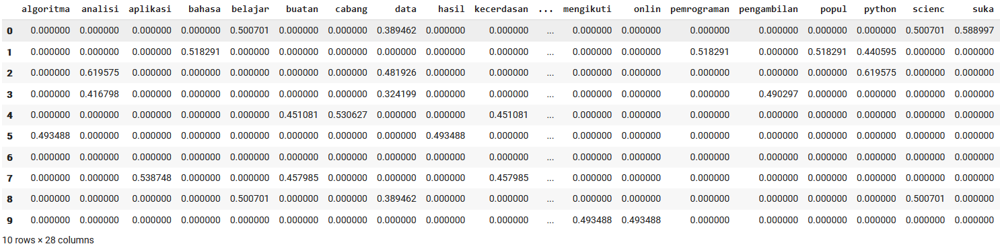 algoritma analisi aplikasi bahasa belajar buatan cabang data hasil kecerdasan ... mengikuti onlin pemrograman pengambilan popul python scienc suka
0 0.000000 0.000000 0.000000 0.000000 0.500701 0.000000 0.000000 0.389462 0.000000 0.000000 ... 0.000000 0.000000 0.000000 0.000000 0.000000 0.000000 0.500701 0.588997
1 0.000000 0.000000 0.000000 0.518291 0.000000 0.000000 0.000000 0.000000 0.000000 0.000000 ... 0.000000 0.000000 0.518291 0.000000 0.518291 0.440595 0.000000 0.000000
2 0.000000 0.619575 0.000000 0.000000 0.000000 0.000000 0.000000 0.481926 0.000000 0.000000 ... 0.000000 0.000000 0.000000 0.000000 0.000000 0.619575 0.000000 0.000000
3 0.000000 0.416798 0.000000 0.000000 0.000000 0.000000 0.000000 0.324199 0.000000 0.000000 ... 0.000000 0.000000 0.000000 0.490297 0.000000 0.000000 0.000000 0.000000
4 0.000000 0.000000 0.000000 0.000000 0.000000 0.451081 0.530627 0.000000 0.000000 0.451081 ... 0.000000 0.000000 0.000000 0.000000 0.000000 0.000000 0.000000 0.000000
5 0.493488 0.000000 0.000000 0.000000 0.000000 0.000000 0.000000 0.000000 0.493488 0.000000 ... 0.000000 0.000000 0.000000 0.000000 0.000000 0.000000 0.000000 0.000000
6 0.000000 0.000000 0.000000 0.000000 0.000000 0.000000 0.000000 0.000000 0.000000 0.000000 ... 0.000000 0.000000 0.000000 0.000000 0.000000 0.000000 0.000000 0.000000
7 0.000000 0.000000 0.538748 0.000000 0.000000 0.457985 0.000000 0.000000 0.000000 0.457985 ... 0.000000 0.000000 0.000000 0.000000 0.000000 0.000000 0.000000 0.000000
8 0.000000 0.000000 0.000000 0.000000 0.500701 0.000000 0.000000 0.389462 0.000000 0.000000 ... 0.000000 0.000000 0.000000 0.000000 0.000000 0.000000 0.500701 0.000000
9 0.000000 0.000000 0.000000 0.000000 0.000000 0.000000 0.000000 0.000000 0.000000 0.000000 ... 0.493488 0.493488 0.000000 0.000000 0.000000 0.000000 0.000000 0.000000
10 rows × 28 columns